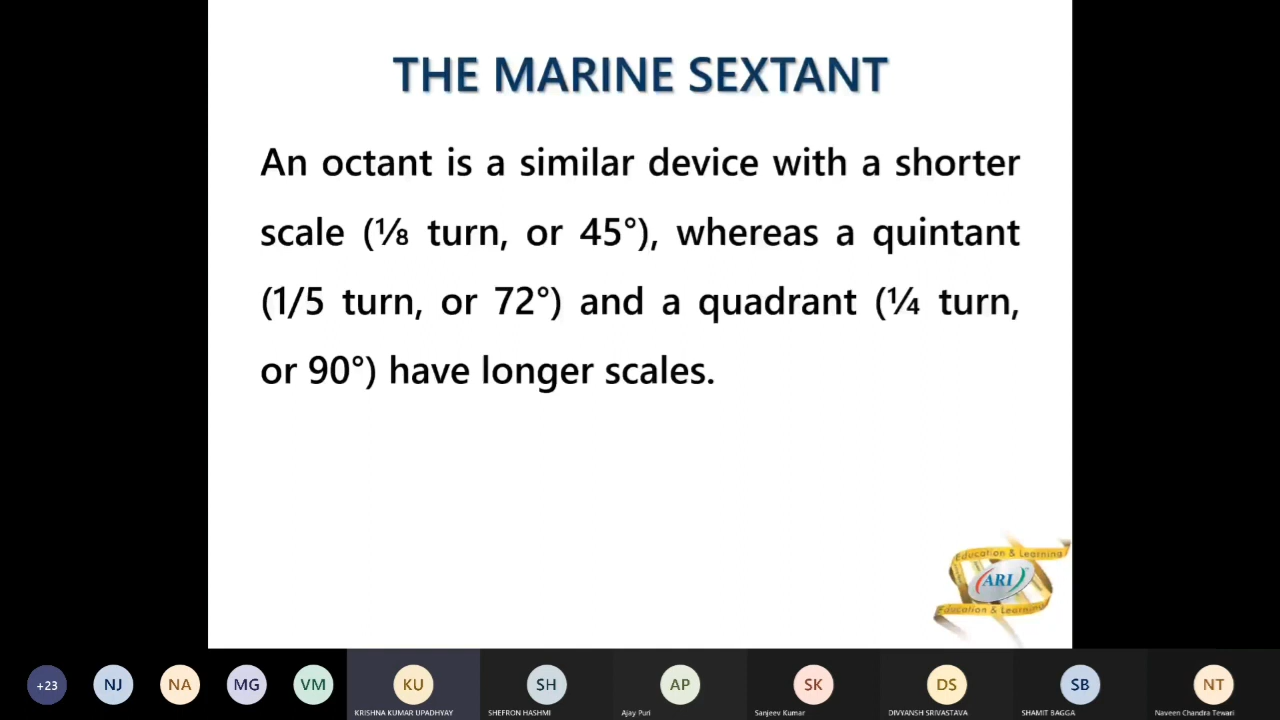 THE MARINE SEXTANT
An octant is a similar device with a shorter
scale (⅛ turn, or 45°), whereas a quintant
(1/5 turn, or 72°) and a quadrant (¼ turn,
or 90°) have longer scales.
Education & Learning
ARI
Education & Learning
+23
NJ
NA
MG
VM
KU
SH
AP
SK
DS
SB
NT
KRISHNA KUMAR UPADHYAY
SHEFRON HASHMI
Ajay Puri
Sanjeev Kumar
DIVYANSH SRIVASTAVA
SHAMIT BAGGA
Naveen Chandra Tewari